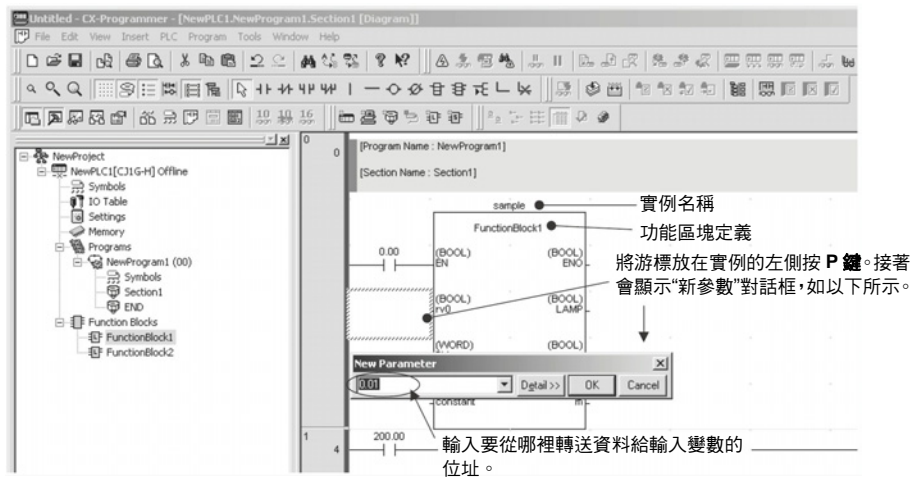 Untitled - CX-Programmer - [NewPLC1.NewProgram1.Section1 [Diagram]]
File Edit View Insert PLC Program Tools Window Help
NewProject
NewPLC1[CJ1G-H] Offline
Symbols
IO Table
Settings
Memory
Programs
NewProgram1 (00)
Symbols
Section1
END
Function Blocks
FunctionBlock1
FunctionBlock2
0
0
[Program Name : NewProgram1]
[Section Name : Section1]
sample
實例名稱
FunctionBlock1
功能區塊定義
0.00
(BOOL)
EN
(BOOL)
ENO
將游標放在實例的左側按 P 鍵。接著
會顯示“新參數”對話框，如以下所示。
(BOOL)
rv0
(BOOL)
LAMP
(WORD)
(BOOL)
New Parameter
0.01
Detail >>
OK
Cancel
constant
m
1
4
200.00
輸入要從哪裡轉送資料給輸入變數的
位址。